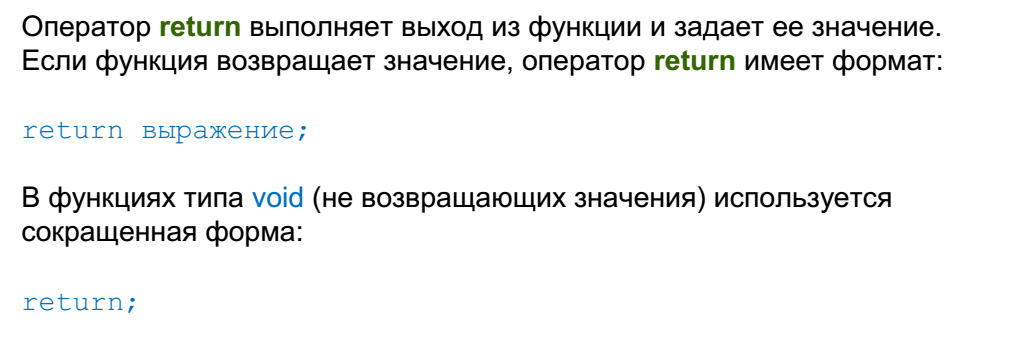 Оператор return выполняет выход из функции и задает ее значение.
Если функция возвращает значение, оператор return имеет формат:
return выражение;
В функциях типа void (не возвращающих значения) используется
сокращенная форма:
return;